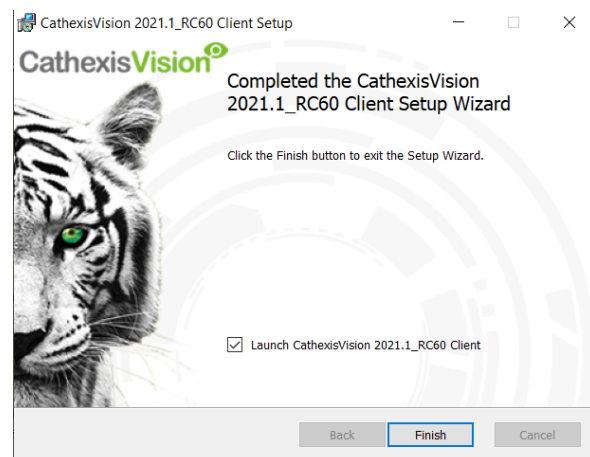 CathexisVision 2021.1_RC60 Client Setup
CathexisVision
Completed the CathexisVision
2021.1_RC60 Client Setup Wizard
Click the Finish button to exit the Setup Wizard.
Launch CathexisVision 2021.1_RC60 Client
Back Finish Cancel